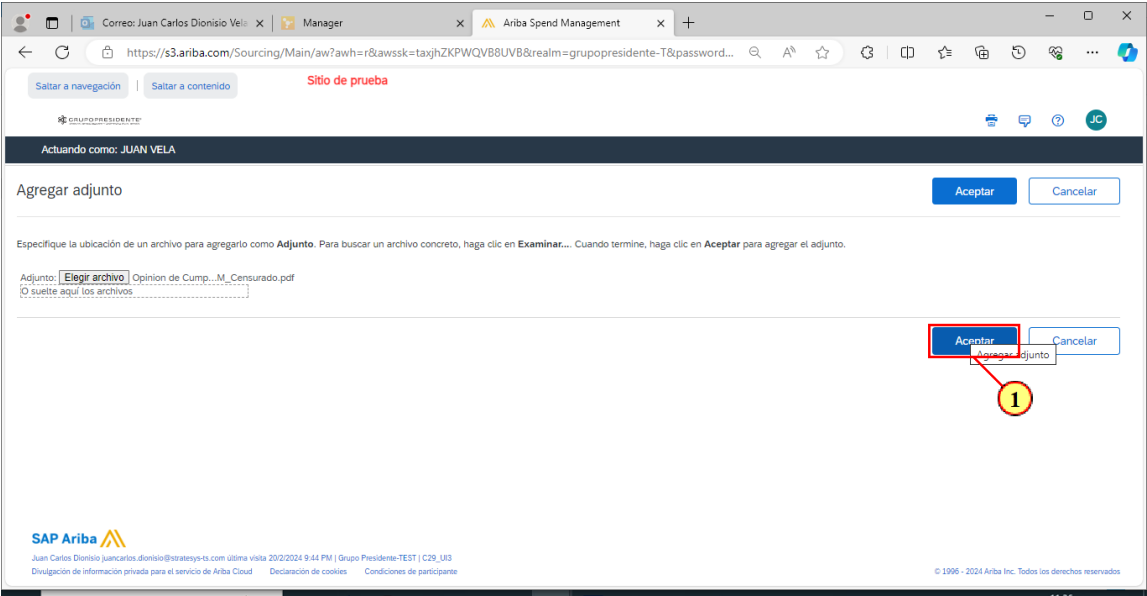 Correo: Juan Carlos Dionisio Vela
Manager
Ariba Spend Management
https://s3.ariba.com/Sourcing/Main/aw?awh=r&awssk=taxjhZKPWQVB8UVB&realm=grupopresidente-T&password...
Saltar a navegación
Saltar a contenido
Sitio de prueba
GRUPO PRESIDENTE
JC
Actuando como: JUAN VELA
Agregar adjunto
Aceptar
Cancelar
Especifique la ubicación de un archivo para agregarlo como Adjunto. Para buscar un archivo concreto, haga clic en Examinar.... Cuando termine, haga clic en Aceptar para agregar el adjunto.
Adjunto: Elegir archivo Opinion de Cump...M_Censurado.pdf
O suelte aquí los archivos
Aceptar
Cancelar
Agregar adjunto
1
SAP Ariba
Juan Carlos Dionisio juancarlos.dionisio@stratesys-ts.com última visita 20/2/2024 9:44 PM | Grupo Presidente-TEST | C29_UI3
Divulgación de información privada para el servicio de Ariba Cloud Declaración de cookies Condiciones de participante
© 1996 - 2024 Ariba Inc. Todos los derechos reservados